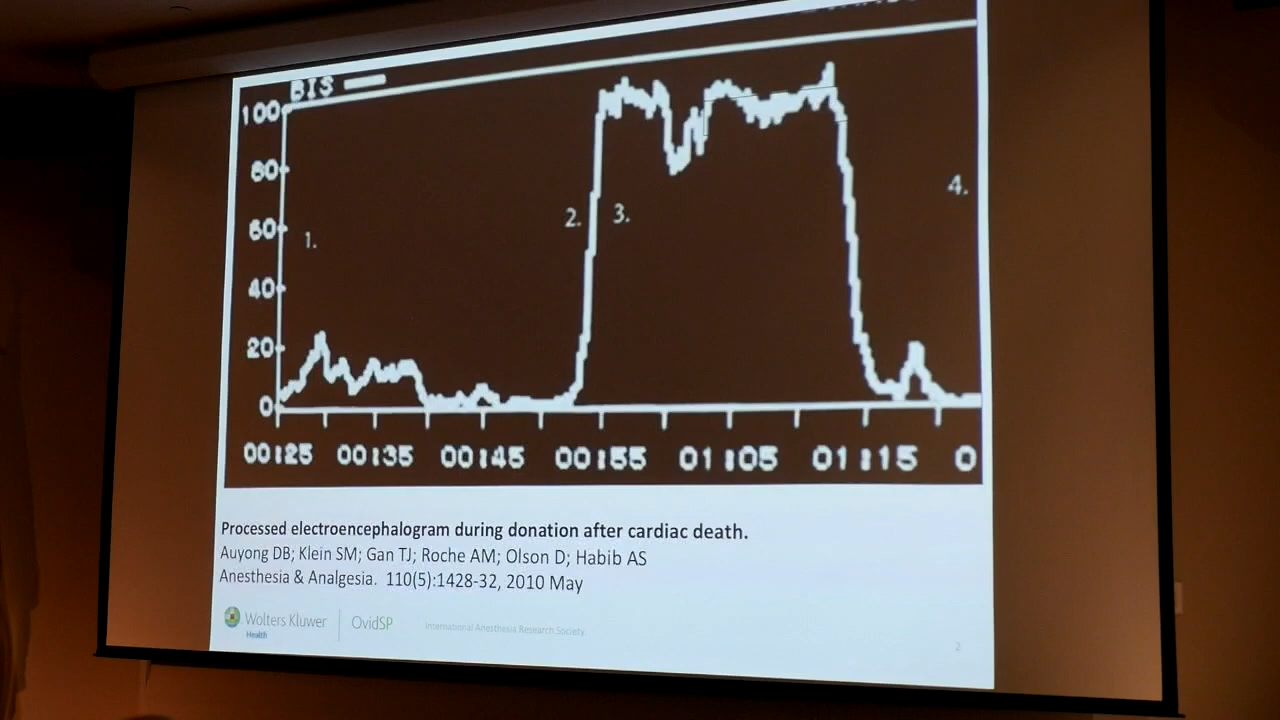 BIS
100
80
60
40
20
0
1.
2.
3.
4.
00:25 00:35 00:45 00:55 01:05 01:15 0
Processed electroencephalogram during donation after cardiac death.
Auyong DB; Klein SM; Gan TJ; Roche AM; Olson D; Habib AS
Anesthesia & Analgesia. 110(5):1428-32, 2010 May
Wolters Kluwer OvidSP
Health
International Anesthesia Research Society.
2